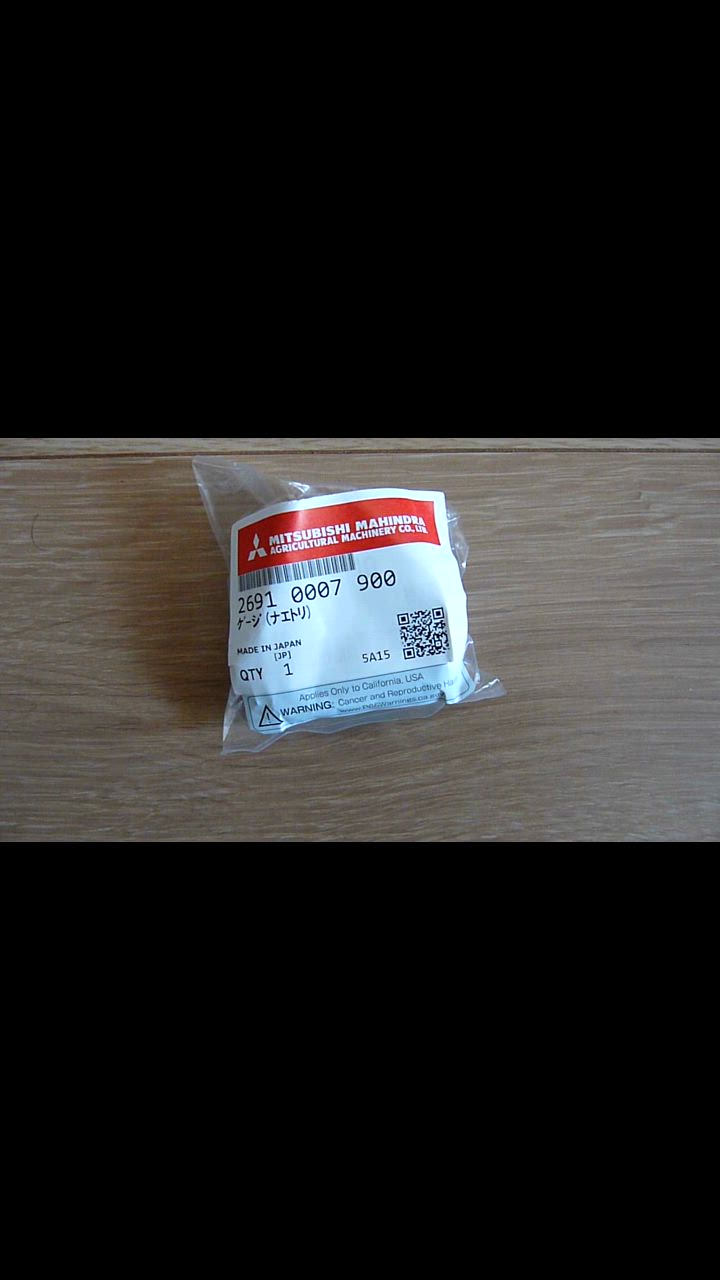 MITSUBISHI MAHINDRA
AGRICULTURAL MACHINERY CO., LTD.
2691 0007 900
ゲージ(ナエトリ)
MADE IN JAPAN
[JP]
QTY 1
5A15
Applies Only to California, USA
WARNING: Cancer and Reproductive